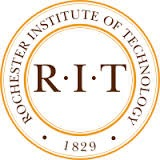 ROCHESTER INSTITUTE OF TECHNOLOGY
R·I·T
·1829·